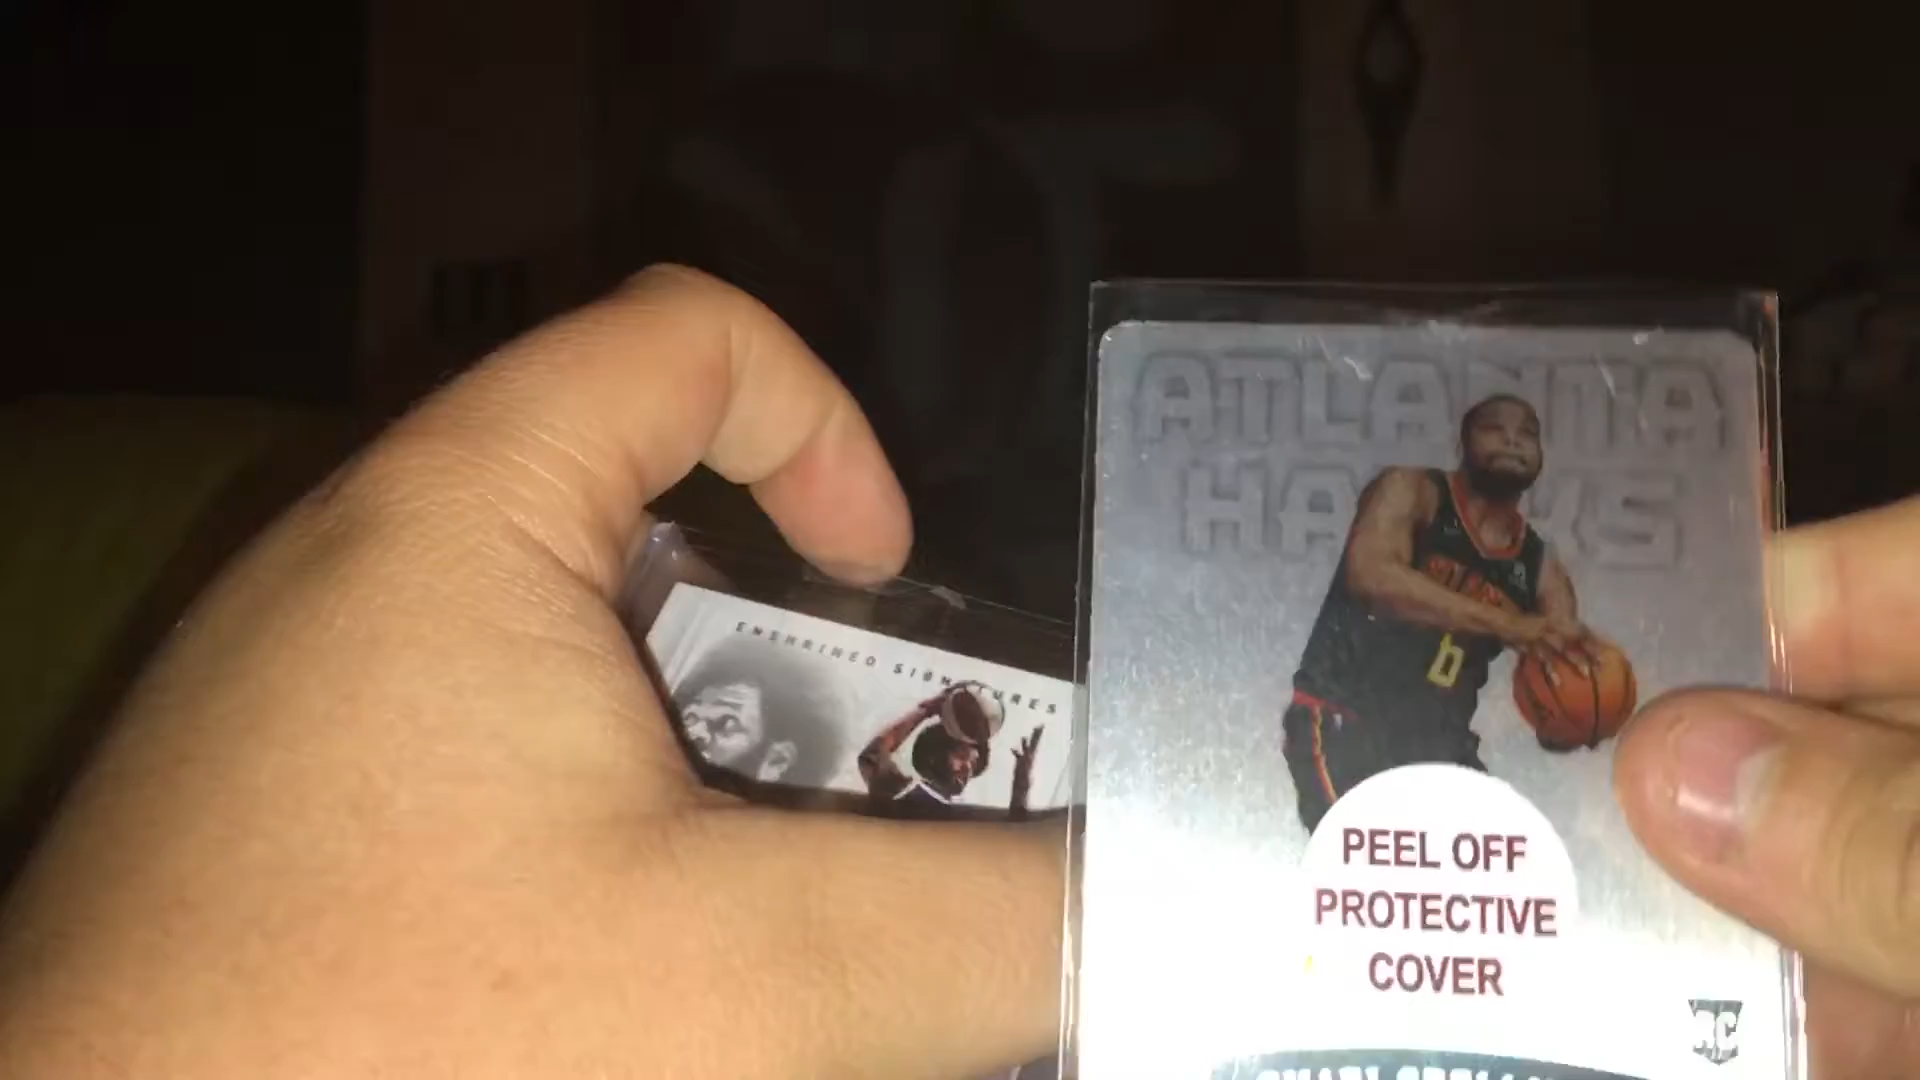 ENSHRINED SIGNATURES
ATLANTA
HAWKS
6
PEEL OFF
PROTECTIVE
COVER
RC